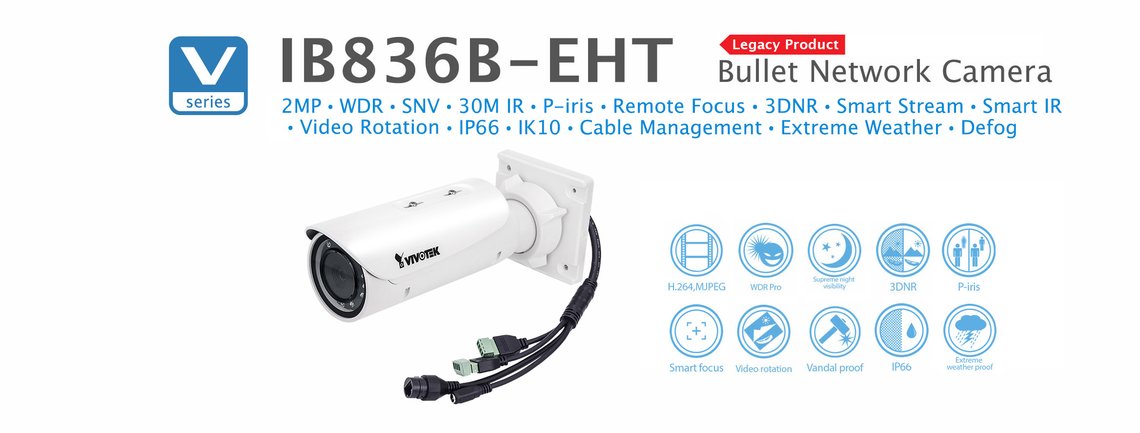 V
series
IB836B-EHT
Legacy Product
Bullet Network Camera
2MP • WDR • SNV • 30M IR • P-iris • Remote Focus • 3DNR • Smart Stream • Smart IR
• Video Rotation • IP66 • IK10 • Cable Management • Extreme Weather • Defog
VIVOTEK
H.264,MJPEG
WDR Pro
Supreme night
visibility
3DNR
P-iris
Smart focus
Video rotation
Vandal proof
IP66
Extreme
weather proof